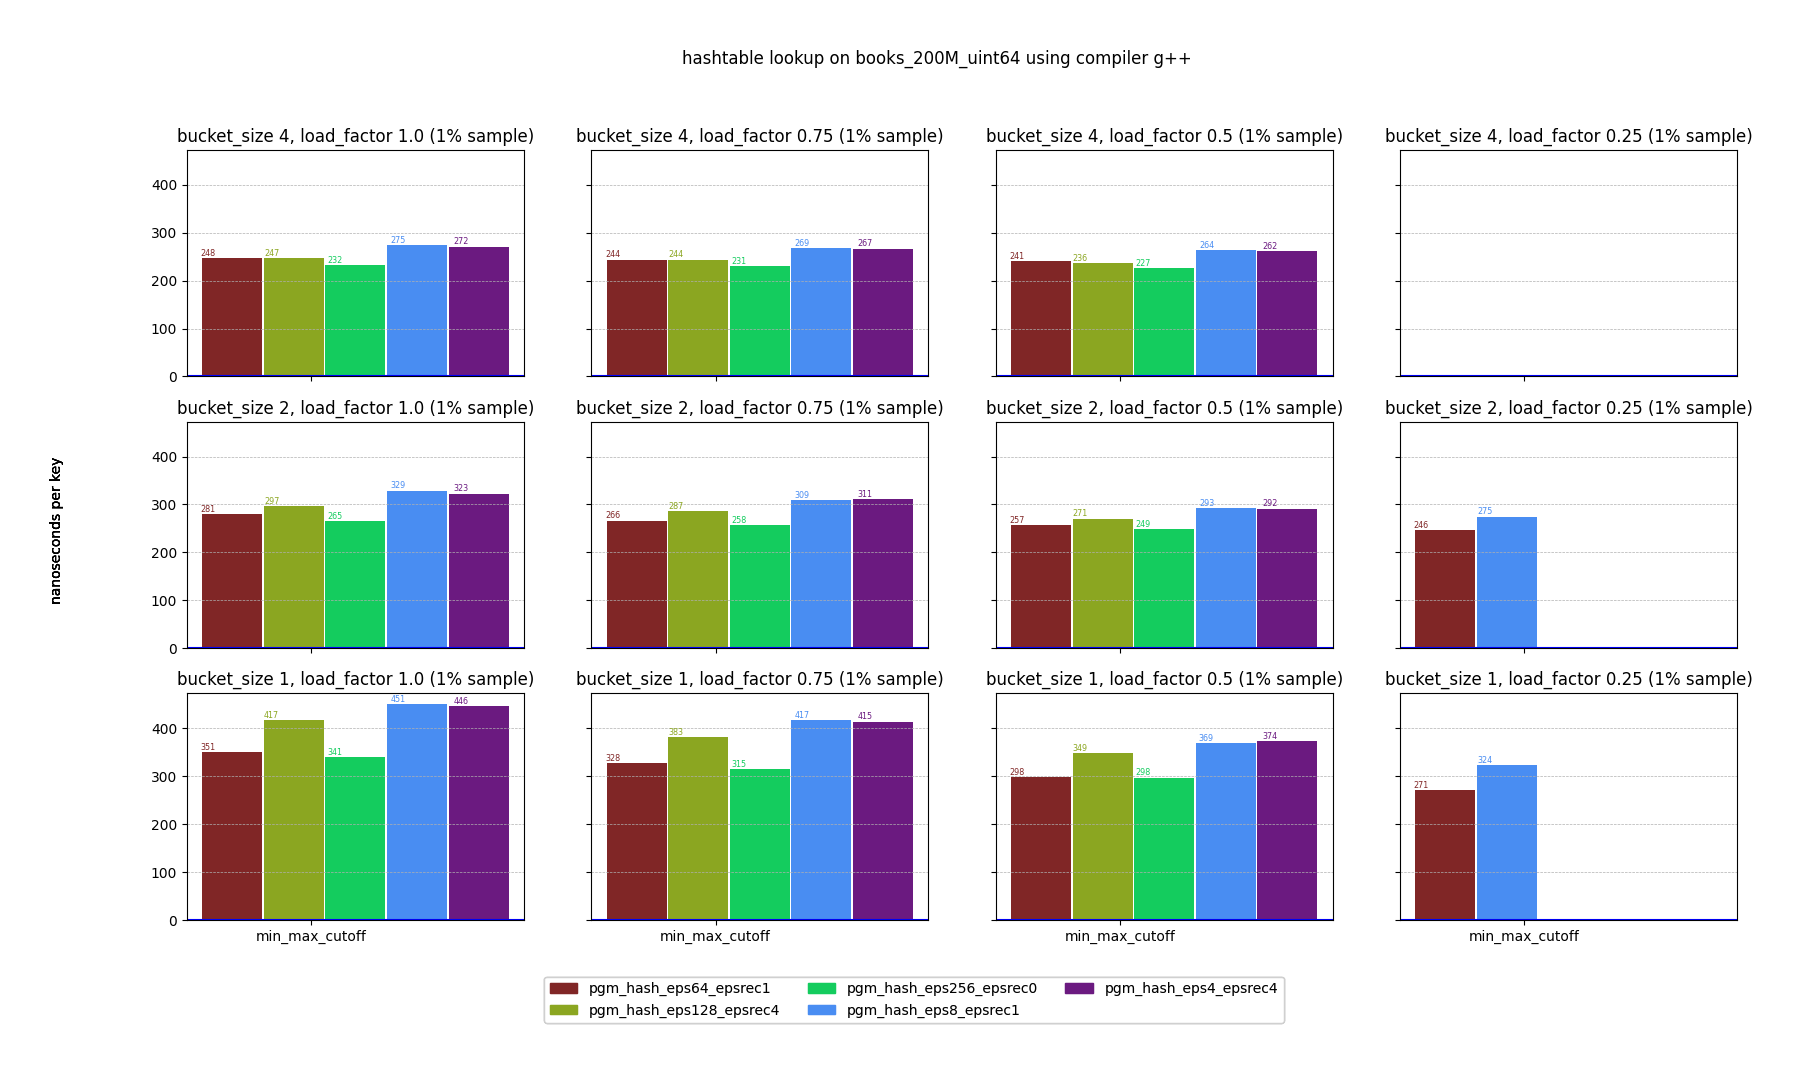 hashtable lookup on books_200M_uint64 using compiler g++
bucket_size 4, load_factor 1.0 (1% sample)
bucket_size 4, load_factor 0.75 (1% sample)
bucket_size 4, load_factor 0.5 (1% sample)
bucket_size 4, load_factor 0.25 (1% sample)
400
300
200
100
0
248
247
232
275
272
244
244
231
269
267
241
236
227
264
262
bucket_size 2, load_factor 1.0 (1% sample)
bucket_size 2, load_factor 0.75 (1% sample)
bucket_size 2, load_factor 0.5 (1% sample)
bucket_size 2, load_factor 0.25 (1% sample)
nanoseconds per key
400
300
200
100
0
281
297
265
329
323
266
287
258
309
311
257
271
249
293
292
246
275
bucket_size 1, load_factor 1.0 (1% sample)
bucket_size 1, load_factor 0.75 (1% sample)
bucket_size 1, load_factor 0.5 (1% sample)
bucket_size 1, load_factor 0.25 (1% sample)
400
300
200
100
0
351
417
341
451
446
328
383
315
417
415
298
349
298
369
374
271
324
min_max_cutoff
min_max_cutoff
min_max_cutoff
min_max_cutoff
pgm_hash_eps64_epsrec1
pgm_hash_eps128_epsrec4
pgm_hash_eps256_epsrec0
pgm_hash_eps8_epsrec1
pgm_hash_eps4_epsrec4